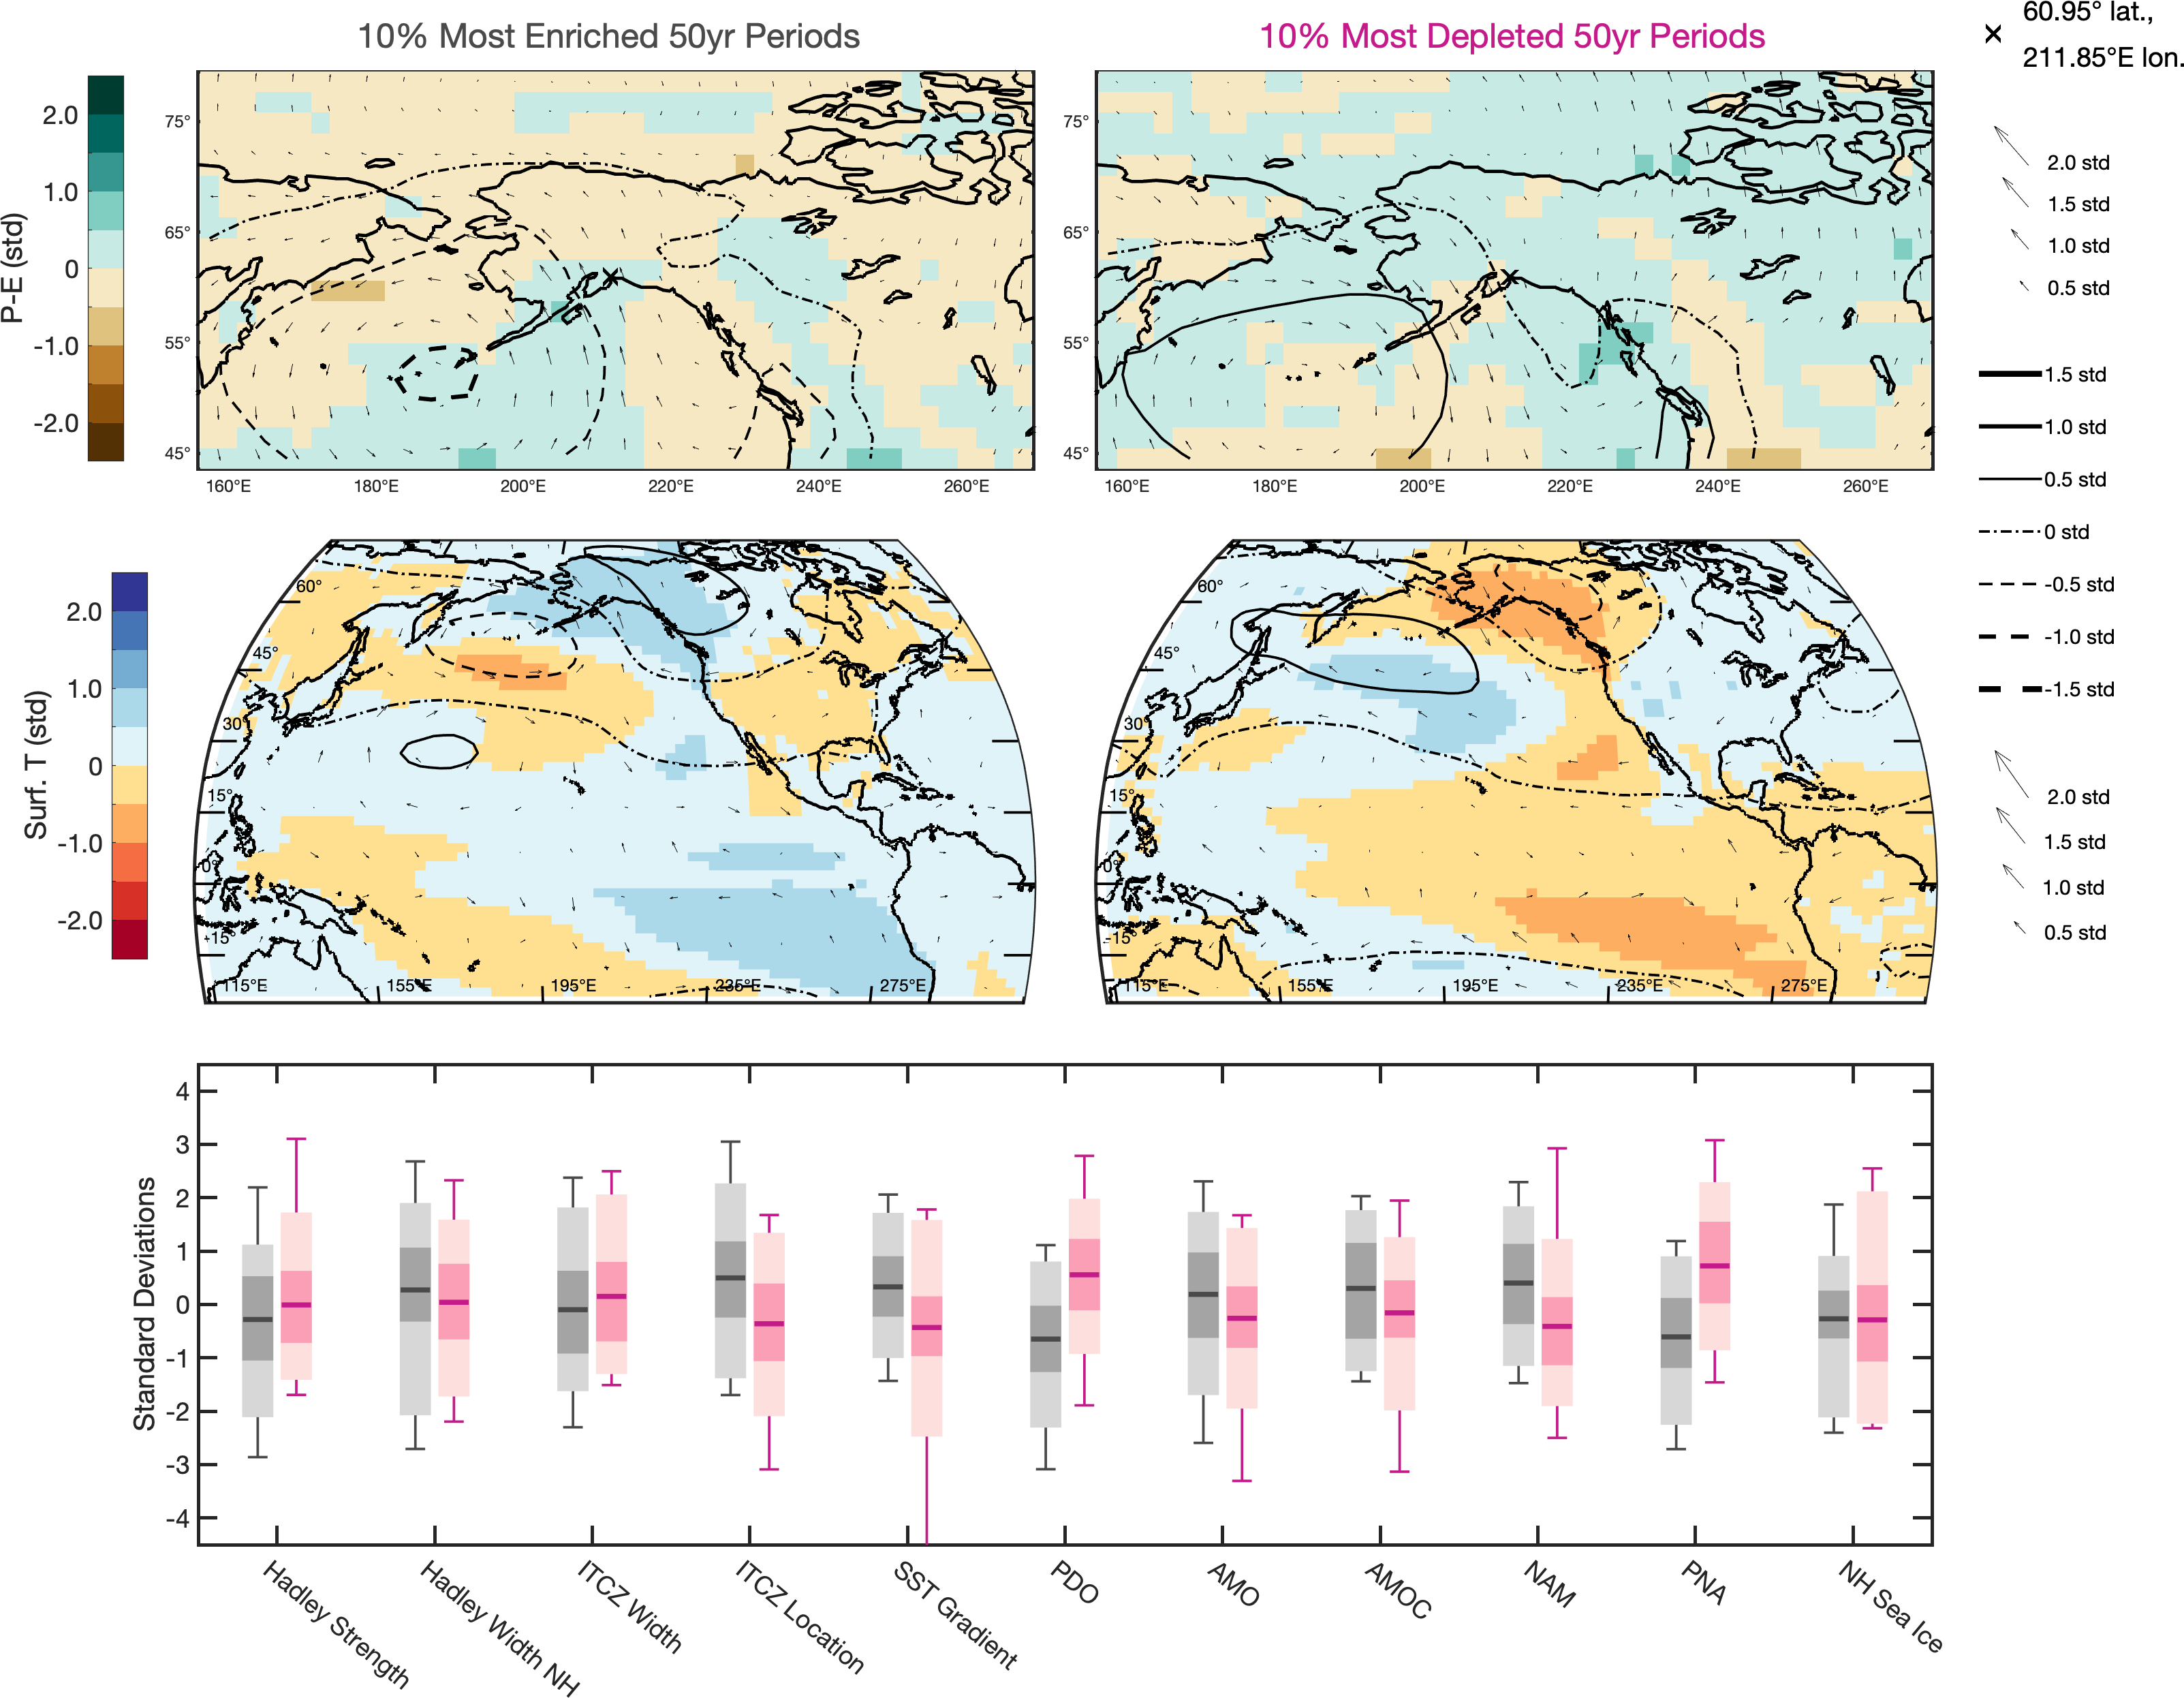 10% Most Enriched 50yr Periods
10% Most Depleted 50yr Periods
60.95° lat.,
211.85°E lon.
P-E (std)
2.0
1.0
0
-1.0
-2.0
75°
65°
55°
45°
160°E
180°E
200°E
220°E
240°E
260°E
75°
65°
55°
45°
160°E
180°E
200°E
220°E
240°E
260°E
2.0 std
1.5 std
1.0 std
0.5 std
1.5 std
1.0 std
0.5 std
0 std
-0.5 std
-1.0 std
-1.5 std
Surf. T (std)
2.0
1.0
0
-1.0
-2.0
60°
45°
30°
15°
0°
-15°
115°E
155°E
195°E
235°E
275°E
60°
45°
30°
15°
0°
-15°
115°E
155°E
195°E
235°E
275°E
2.0 std
1.5 std
1.0 std
0.5 std
Standard Deviations
4
3
2
1
0
-1
-2
-3
-4
Hadley Strength
Hadley Width NH
ITCZ Width
ITCZ Location
SST Gradient
PDO
AMO
AMOC
NAM
PNA
NH Sea Ice